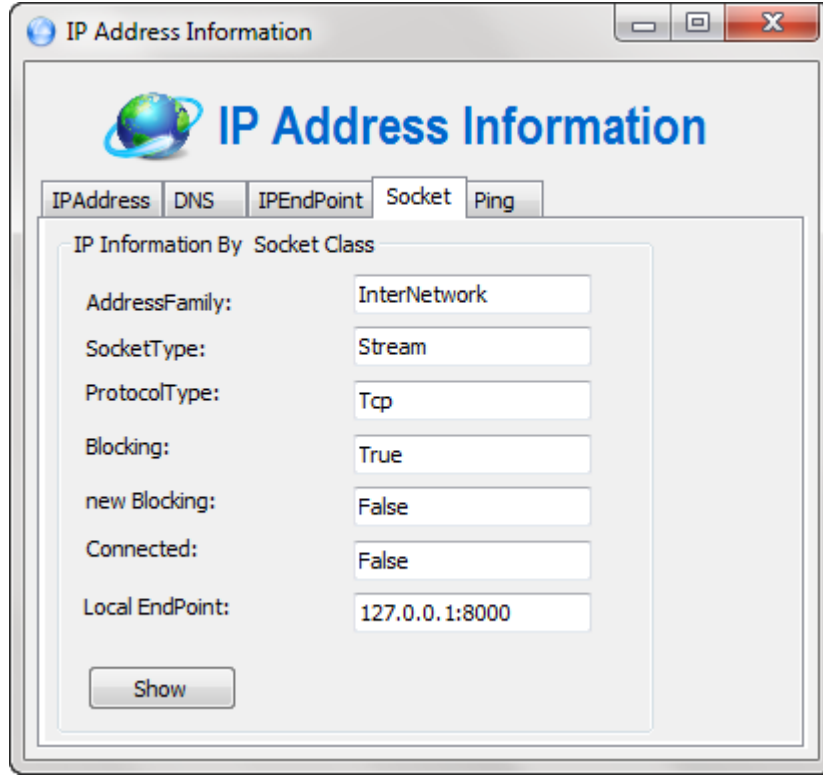 IP Address Information
IP Address Information
IPAddress DNS IPEndPoint Socket Ping
IP Information By Socket Class
AddressFamily: InterNetwork
SocketType: Stream
ProtocolType: Tcp
Blocking: True
new Blocking: False
Connected: False
Local EndPoint: 127.0.0.1:8000
Show